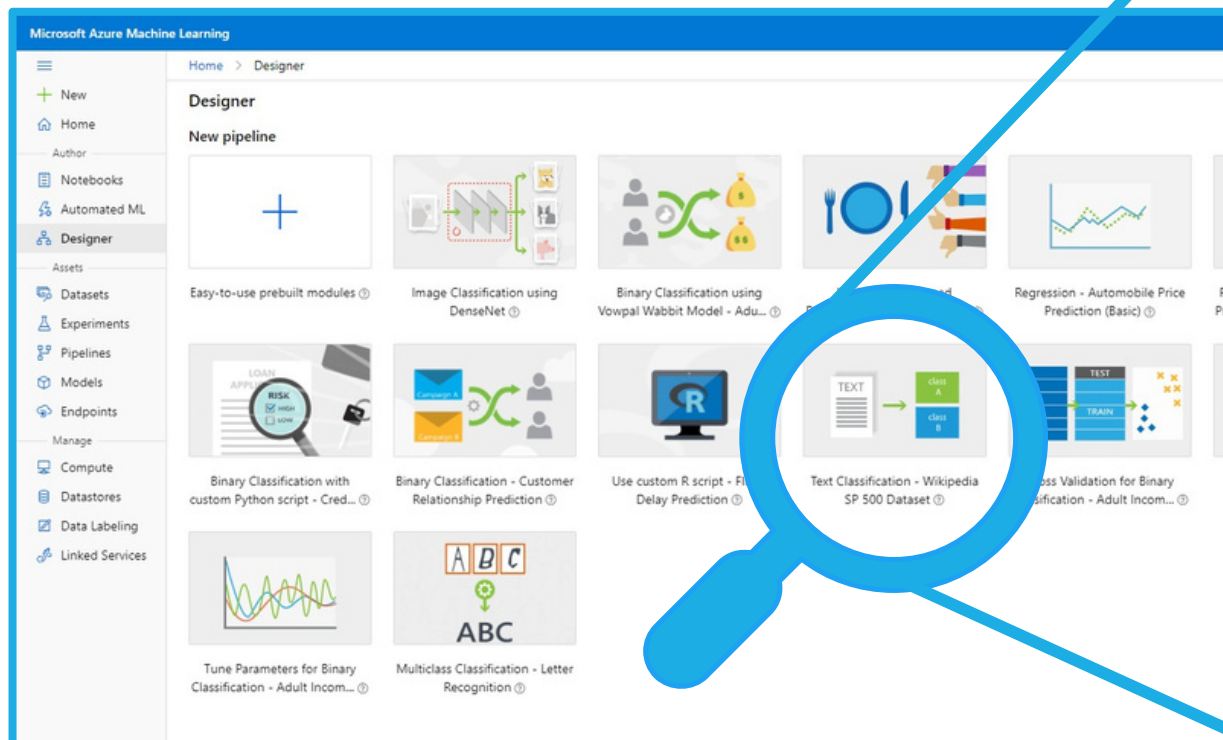 Microsoft Azure Machine Learning
Home > Designer
New
Home
Author
Notebooks
Automated ML
Designer
Assets
Datasets
Experiments
Pipelines
Models
Endpoints
Manage
Compute
Datastores
Data Labeling
Linked Services
Designer
New pipeline
Easy-to-use prebuilt modules
Image Classification using
DenseNet
$
$$
Binary Classification using
Vowpal Wabbit Model - Adu...
Regression - Automobile Price
Prediction (Basic)
LOAN
RISK
HIGH
LOW
Binary Classification with
custom Python script - Cred...
Campaign A
Campaign B
Binary Classification - Customer
Relationship Prediction
R
Use custom R script -
Delay Prediction
TEXT
class
A
class
B
Text Classification - Wikipedia
SP 500 Dataset
TEST
TRAIN
Validation for Binary
- Adult Incom...
Tune Parameters for Binary
Classification - Adult Incom...
A B C
ABC
Multiclass Classification - Letter
Recognition